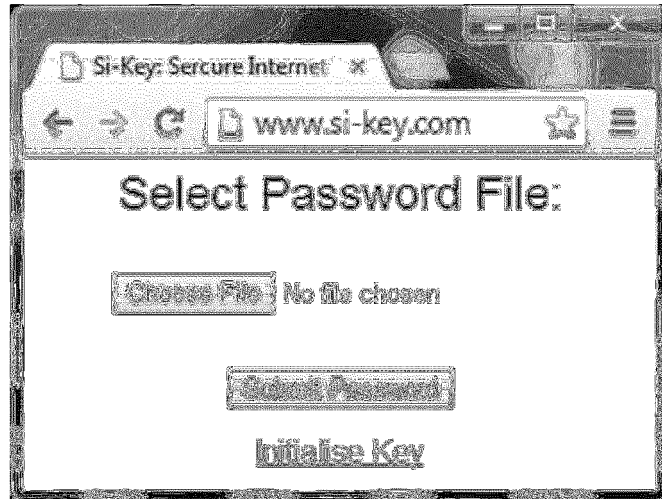 Si-Key: Sercure Internet
www.si-key.com
Select Password File:
Choose File No file chosen
Submit Password
Initialise Key